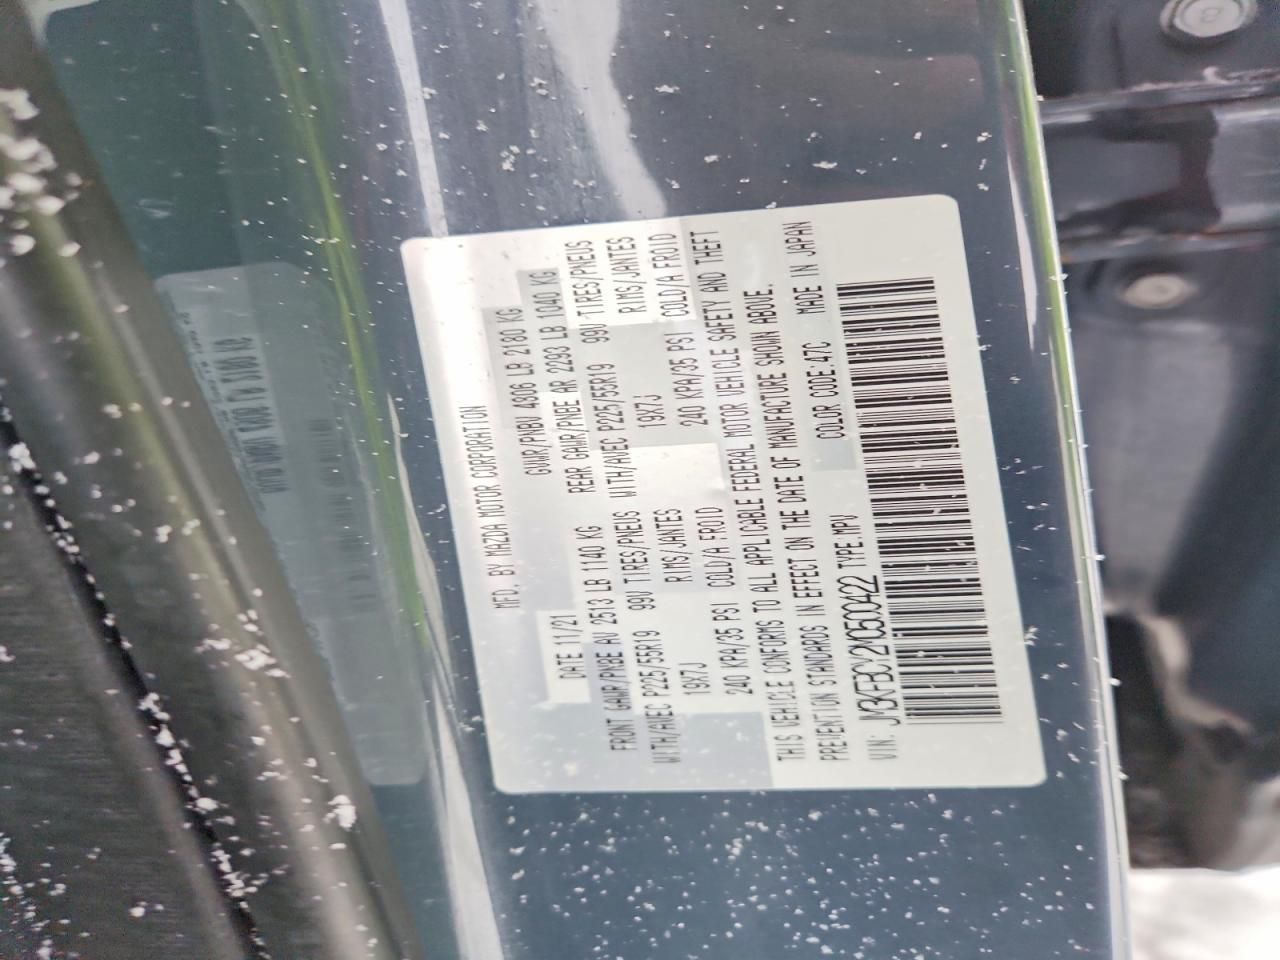 MFD. BY MAZDA MOTOR CORPORATION
DATE 11/21 GVWR/PNBV 4806 LB 2180 KG
FRONT GAWR/PNBE AV 2513 LB 1140 KG REAR GAWR/PNBE AR 2293 LB 1040 KG
WITH/AVEC P225/55R19 99V TIRES/PNEUS WITH/AVEC P225/55R19 99V TIRES/PNEUS
19X7J RIMS/JANTES 19X7J RIMS/JANTES
240 KPA/35 PSI COLD/A FROID 240 KPA/35 PSI COLD/A FROID
THIS VEHICLE CONFORMS TO ALL APPLICABLE FEDERAL MOTOR VEHICLE SAFETY AND THEFT
PREVENTION STANDARDS IN EFFECT ON THE DATE OF MANUFACTURE SHOWN ABOVE.
VIN: TYPE:MPV COLOR CODE:47C MADE IN JAPAN